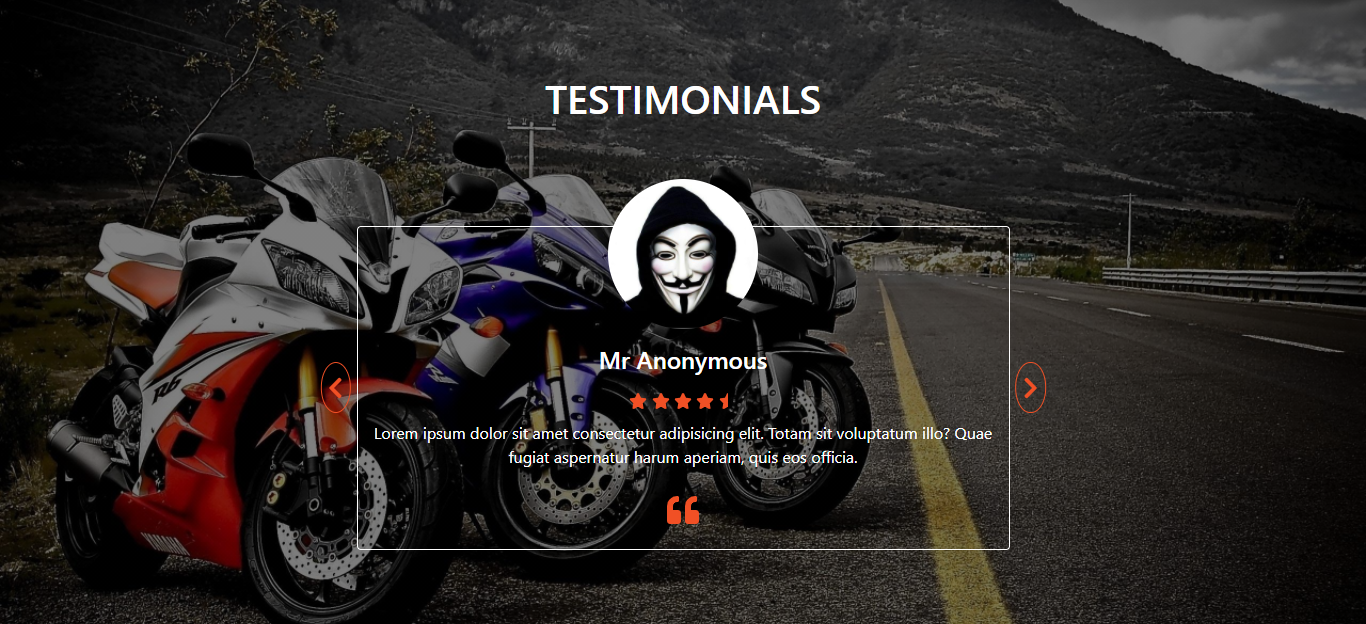 TESTIMONIALS
Mr Anonymous
Lorem ipsum dolor sit amet consectetur adipisicing elit. Totam sit voluptatum illo? Quae
fugiat aspernatur harum aperiam, quis eos officia.
R6